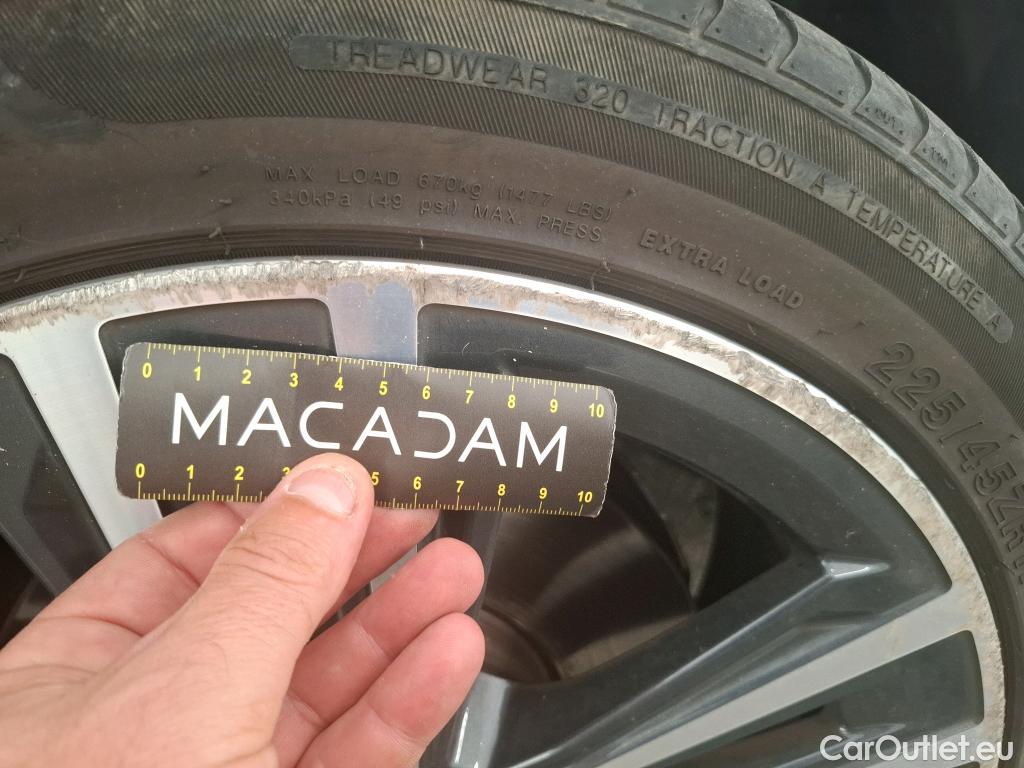 TREADWEAR 320 TRACTION A TEMPERATURE A
MAX LOAD 670kg (1477 LBS)
340kPa (49 psi) MAX. PRESS
EXTRA LOAD
225/45ZR
0 1 2 3 4 5 6 7 8 9 10
MACADAM
0 1 2 3 5 6 7 8 9 10
CarOutlet.eu